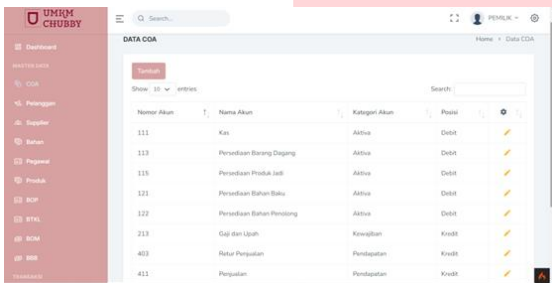 UMKM
CHUBBY
Search...
PEMILIK
Dashboard
DATA COA
Home > Data COA
MASTER DATA
COA
Tambah
Pelanggan
Show 10 entries
Search:
Supplier
Nomor Akun Nama Akun Kategori Akun Posisi
Bahan
111 Kas Aktiva Debit
Pegawai
113 Persediaan Barang Dagang Aktiva Debit
Produk
115 Persediaan Produk Jadi Aktiva Debit
BOP
121 Persediaan Bahan Baku Aktiva Debit
BTKL
122 Persediaan Bahan Penolong Aktiva Debit
BOM
213 Gaji dan Upah Kewajiban Kredit
BBB
403 Retur Penjualan Pendapatan Kredit
TRANSAKSI
411 Penjualan Pendapatan Kredit